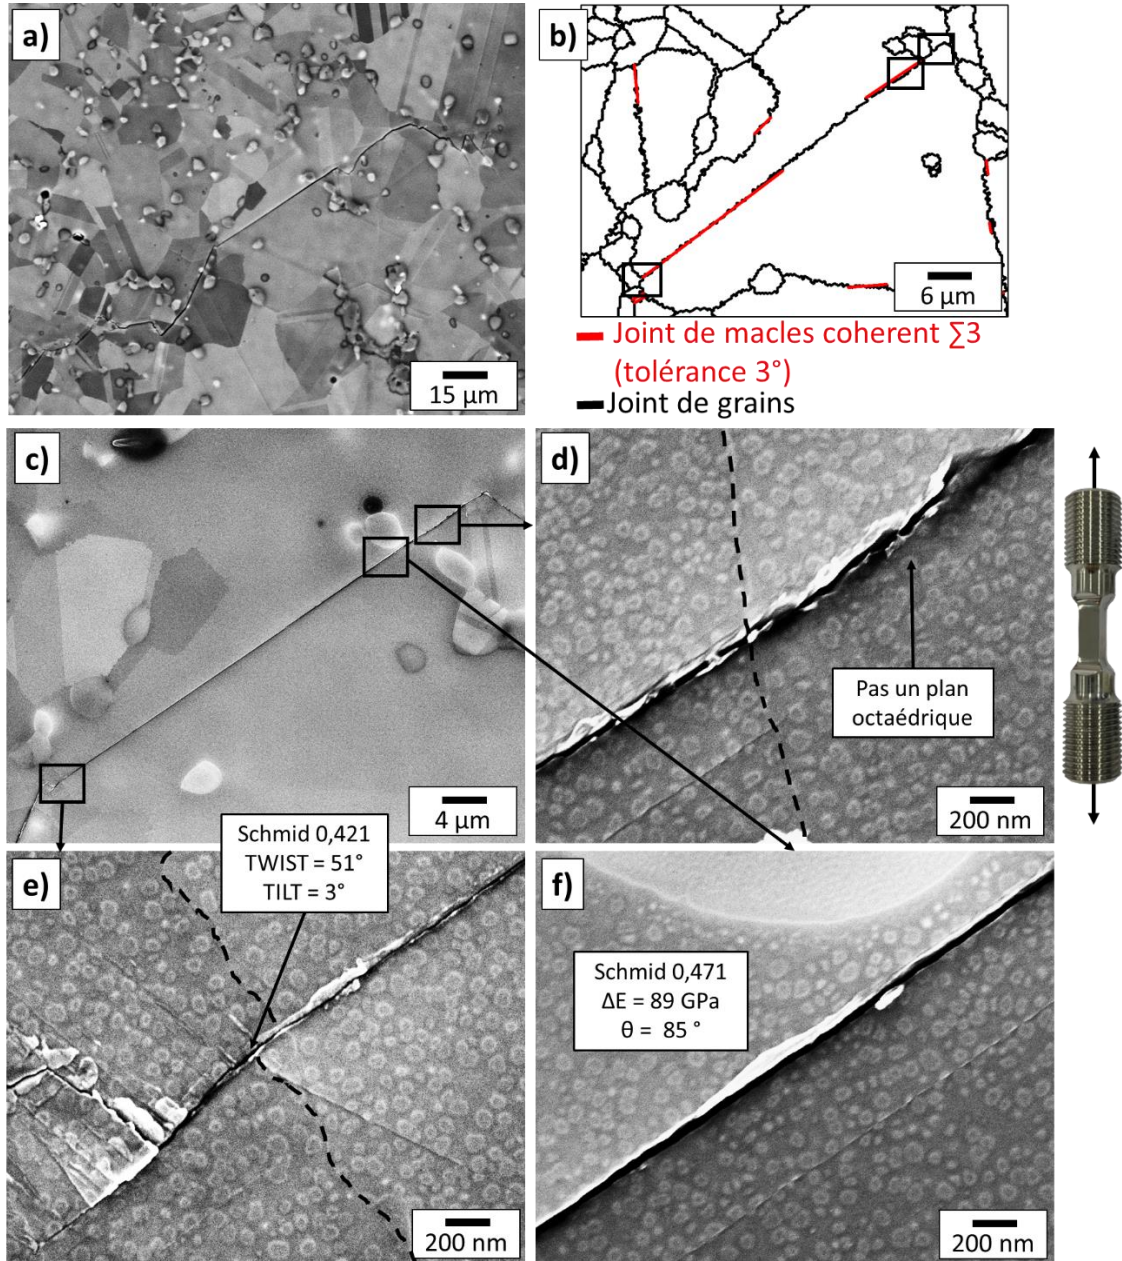 a)
15 µm
b)
6 µm
Joint de macles coherent ∑3
(tolérance 3°)
Joint de grains
c)
4 µm
d)
Pas un plan
octaédrique
200 nm
Schmid 0,421
TWIST = 51°
TILT = 3°
e)
200 nm
f)
Schmid 0,471
ΔE = 89 GPa
θ = 85 °
200 nm